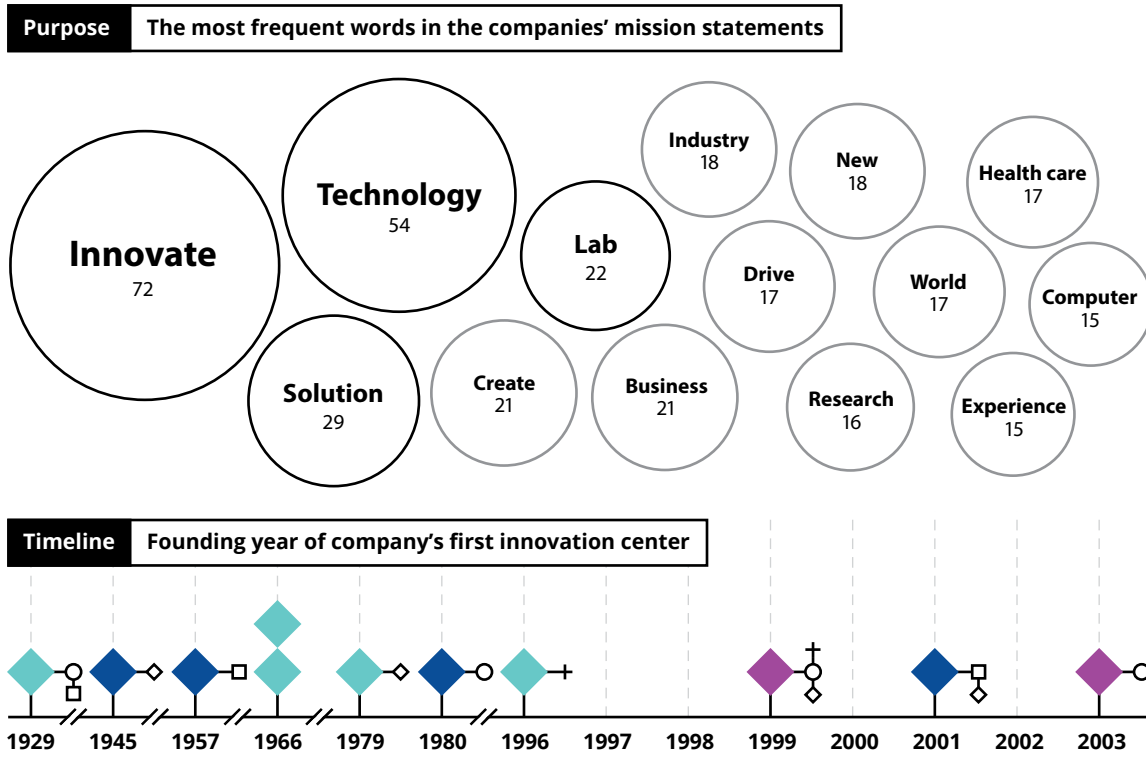 Purpose The most frequent words in the companies’ mission statements
Innovate
72
Technology
54
Solution
29
Lab
22
Create
21
Business
21
Industry
18
New
18
Drive
17
World
17
Health care
17
Research
16
Experience
15
Computer
15
Timeline Founding year of company’s first innovation center
1929 1945 1957 1966 1979 1980 1996 1997 1998 1999 2000 2001 2002 2003